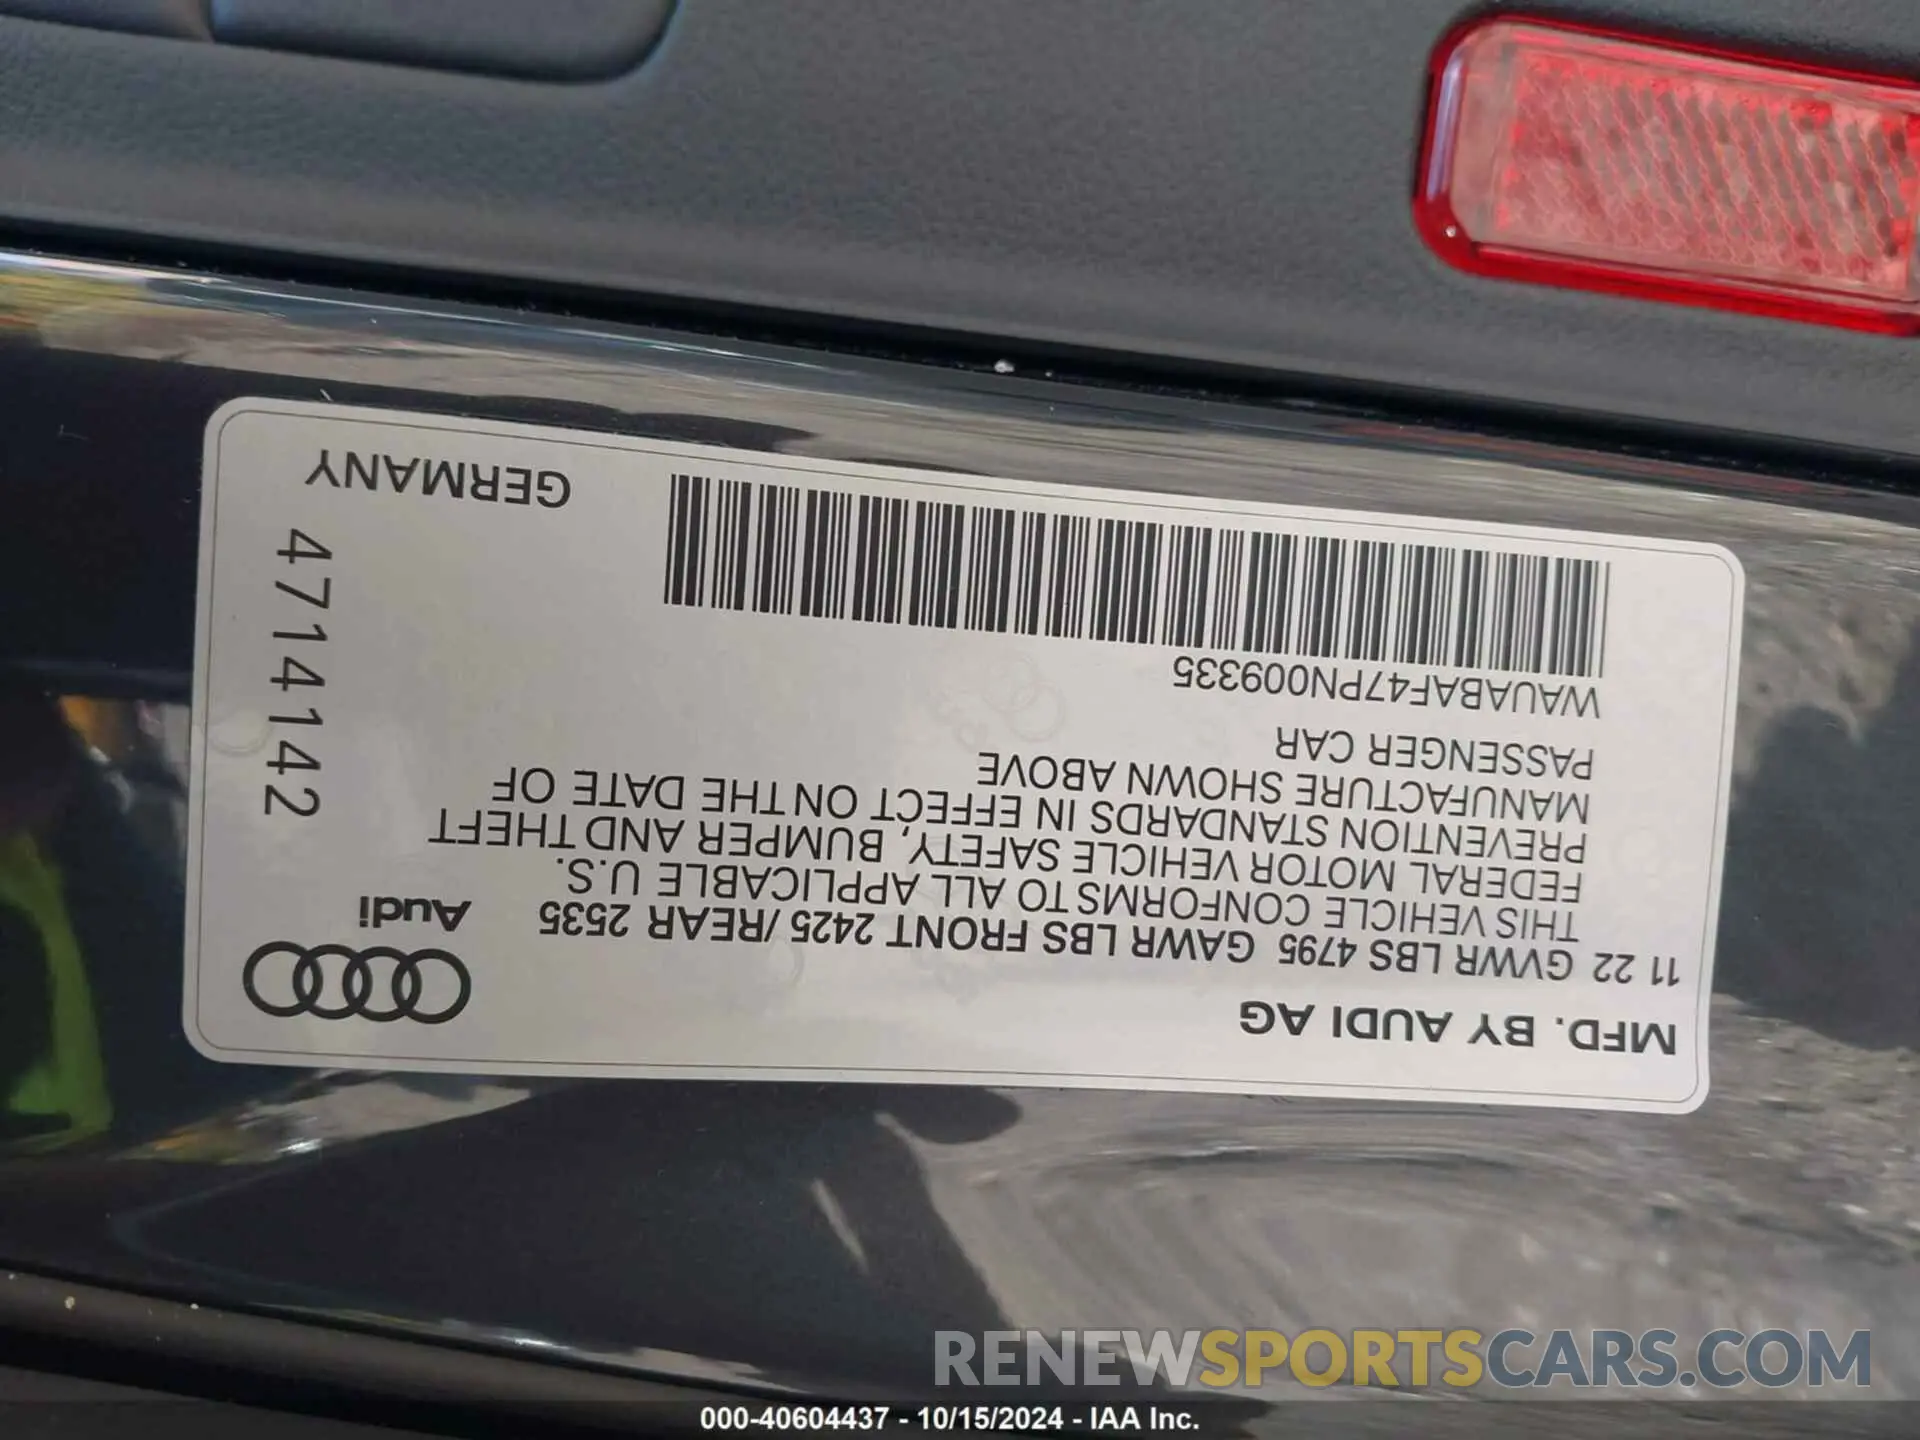 MFD. BY AUDI AG
11 22 GVWR LBS 4795 GAWR LBS FRONT 2425 /REAR 2535
THIS VEHICLE CONFORMS TO ALL APPLICABLE U.S.
FEDERAL MOTOR VEHICLE SAFETY, BUMPER AND THEFT
PREVENTION STANDARDS IN EFFECT ON THE DATE OF
MANUFACTURE SHOWN ABOVE
PASSENGER CAR
WAUABAF47PN009335
Audi
4714142
GERMANY
RENEWSPORTSCARS.COM
000-40604437 - 10/15/2024 - IAA Inc.